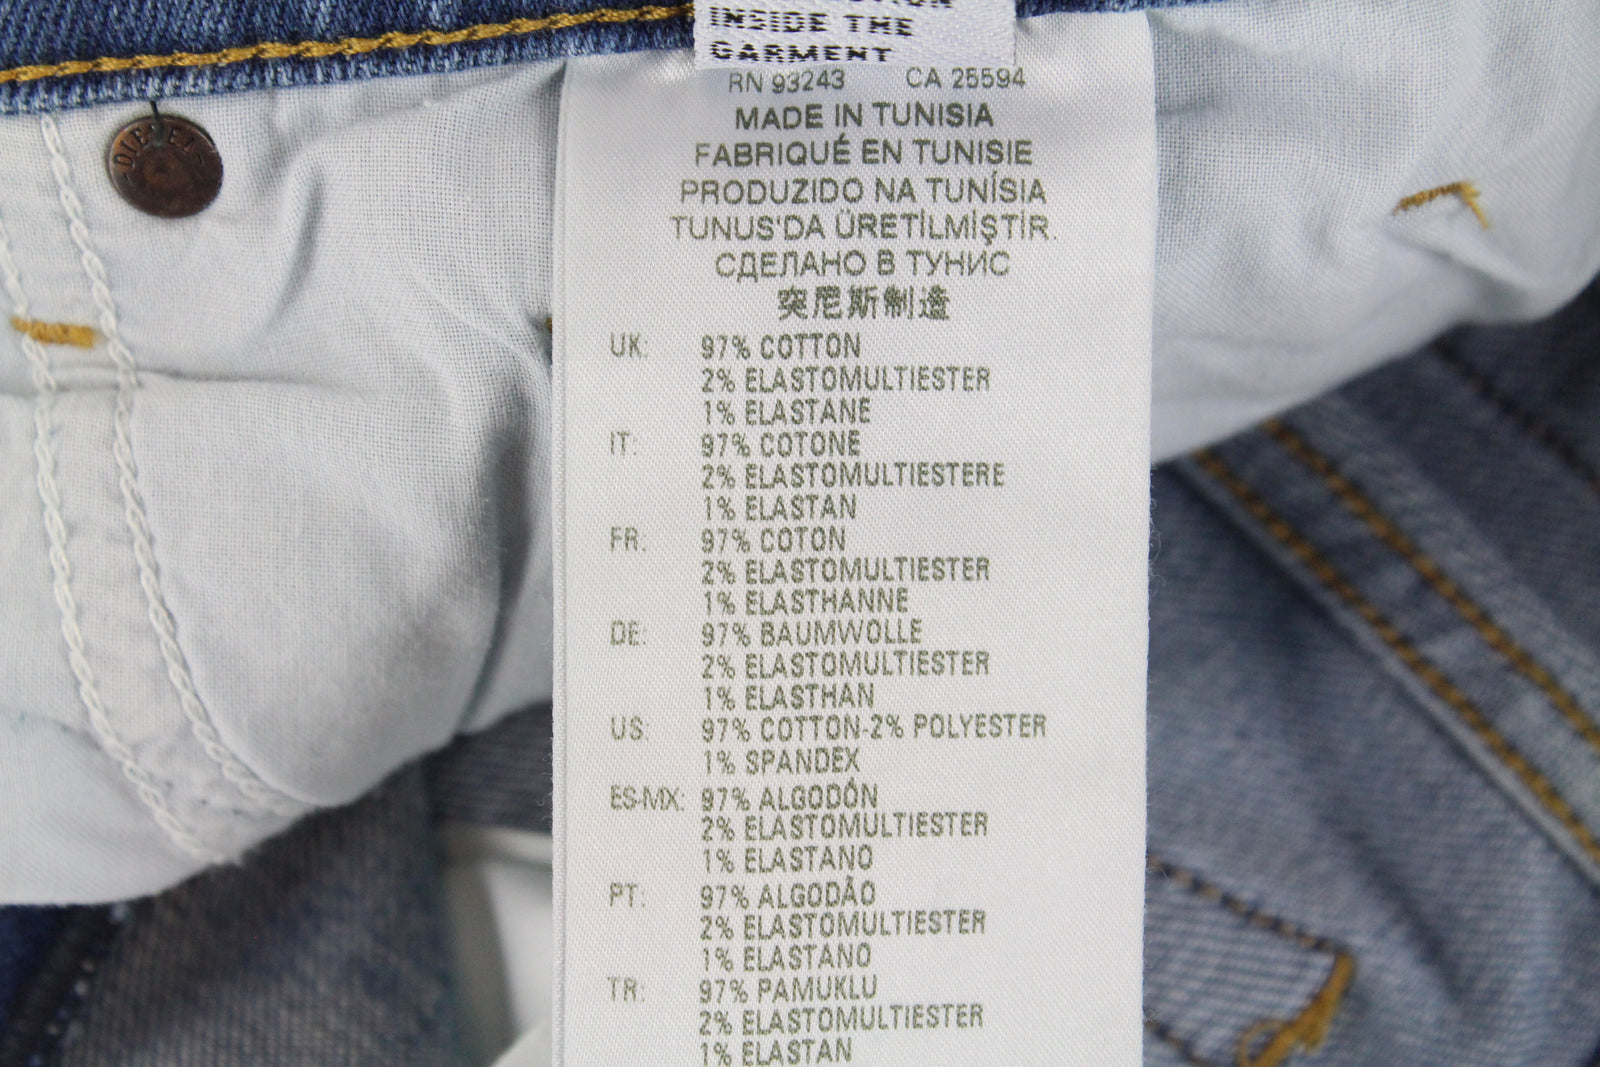 INSIDE THE
GARMENT
RN 93243 CA 25594
MADE IN TUNISIA
FABRIQUÉ EN TUNISIE
PRODUZIDO NA TUNÍSIA
TUNUS'DA ÜRETİLMİŞTİR.
СДЕЛАНО В ТУНИС
突尼斯制造
UK: 97% COTTON
2% ELASTOMULTIESTER
1% ELASTANE
IT: 97% COTONE
2% ELASTOMULTIESTERE
1% ELASTAN
FR: 97% COTON
2% ELASTOMULTIESTER
1% ELASTHANNE
DE: 97% BAUMWOLLE
2% ELASTOMULTIESTER
1% ELASTHAN
US: 97% COTTON-2% POLYESTER
1% SPANDEX
ES-MX: 97% ALGODÓN
2% ELASTOMULTIESTER
1% ELASTANO
PT: 97% ALGODÃO
2% ELASTOMULTIESTER
1% ELASTANO
TR: 97% PAMUKLU
2% ELASTOMULTIESTER
1% ELASTAN
DIESEL